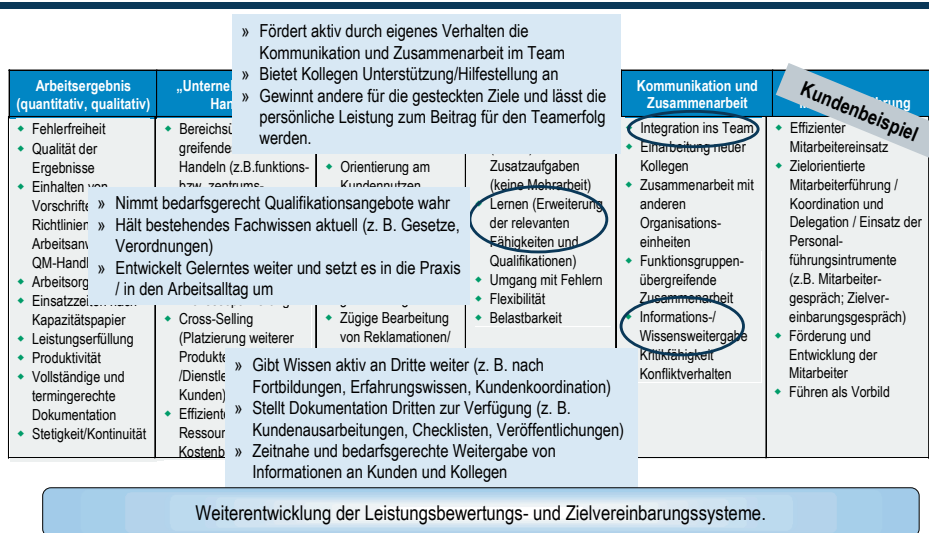 » Fördert aktiv durch eigenes Verhalten die
Kommunikation und Zusammenarbeit im Team
» Bietet Kollegen Unterstützung/Hilfestellung an
» Gewinnt andere für die gesteckten Ziele und lässt die
persönliche Leistung zum Beitrag für den Teamerfolg
werden.
Kundenbeispiel
Arbeitsergebnis
(quantitativ, qualitativ)
Fehlerfreiheit
Qualität der
Ergebnisse
Einhalten von
Richtlinien
Kapazitätspapier
Leistungserfüllung
Produktivität
Vollständige und
termingerechte
Dokumentation
Stetigkeit/Kontinuität
Handeln (z.B.funktions-
bzw. zentrums-
Cross-Selling
(Platzierung weiterer
Produkte
Kunden)
Orientierung am
Kundennutzen
Zügige Bearbeitung
von Reklamationen/
Zusatzaufgaben
(keine Mehrarbeit)
Lernen (Erweiterung
der relevanten
Fähigkeiten und
Qualifikationen)
Umgang mit Fehlern
Flexibilität
Belastbarkeit
Kommunikation und
Zusammenarbeit
Integration ins Team
Einarbeitung neuer
Kollegen
Zusammenarbeit mit
anderen
Organisations-
einheiten
Funktionsgruppen-
übergreifende
Zusammenarbeit
Informations-/
Wissensweitergabe
Kritikfähigkeit
Konfliktverhalten
Effizienter
Mitarbeitereinsatz
Zielorientierte
Mitarbeiterführung /
Koordination und
Delegation / Einsatz der
Personal-
führungsintrumente
(z.B. Mitarbeiter-
gespräch; Zielver-
einbarungsgespräch)
Förderung und
Entwicklung der
Mitarbeiter
Führen als Vorbild
» Nimmt bedarfsgerecht Qualifikationsangebote wahr
» Hält bestehendes Fachwissen aktuell (z. B. Gesetze,
Verordnungen)
» Entwickelt Gelerntes weiter und setzt es in die Praxis
/ in den Arbeitsalltag um
» Gibt Wissen aktiv an Dritte weiter (z. B. nach
Fortbildungen, Erfahrungswissen, Kundenkoordination)
» Stellt Dokumentation Dritten zur Verfügung (z. B.
Kundenausarbeitungen, Checklisten, Veröffentlichungen)
» Zeitnahe und bedarfsgerechte Weitergabe von
Informationen an Kunden und Kollegen
Weiterentwicklung der Leistungsbewertungs- und Zielvereinbarungssysteme.